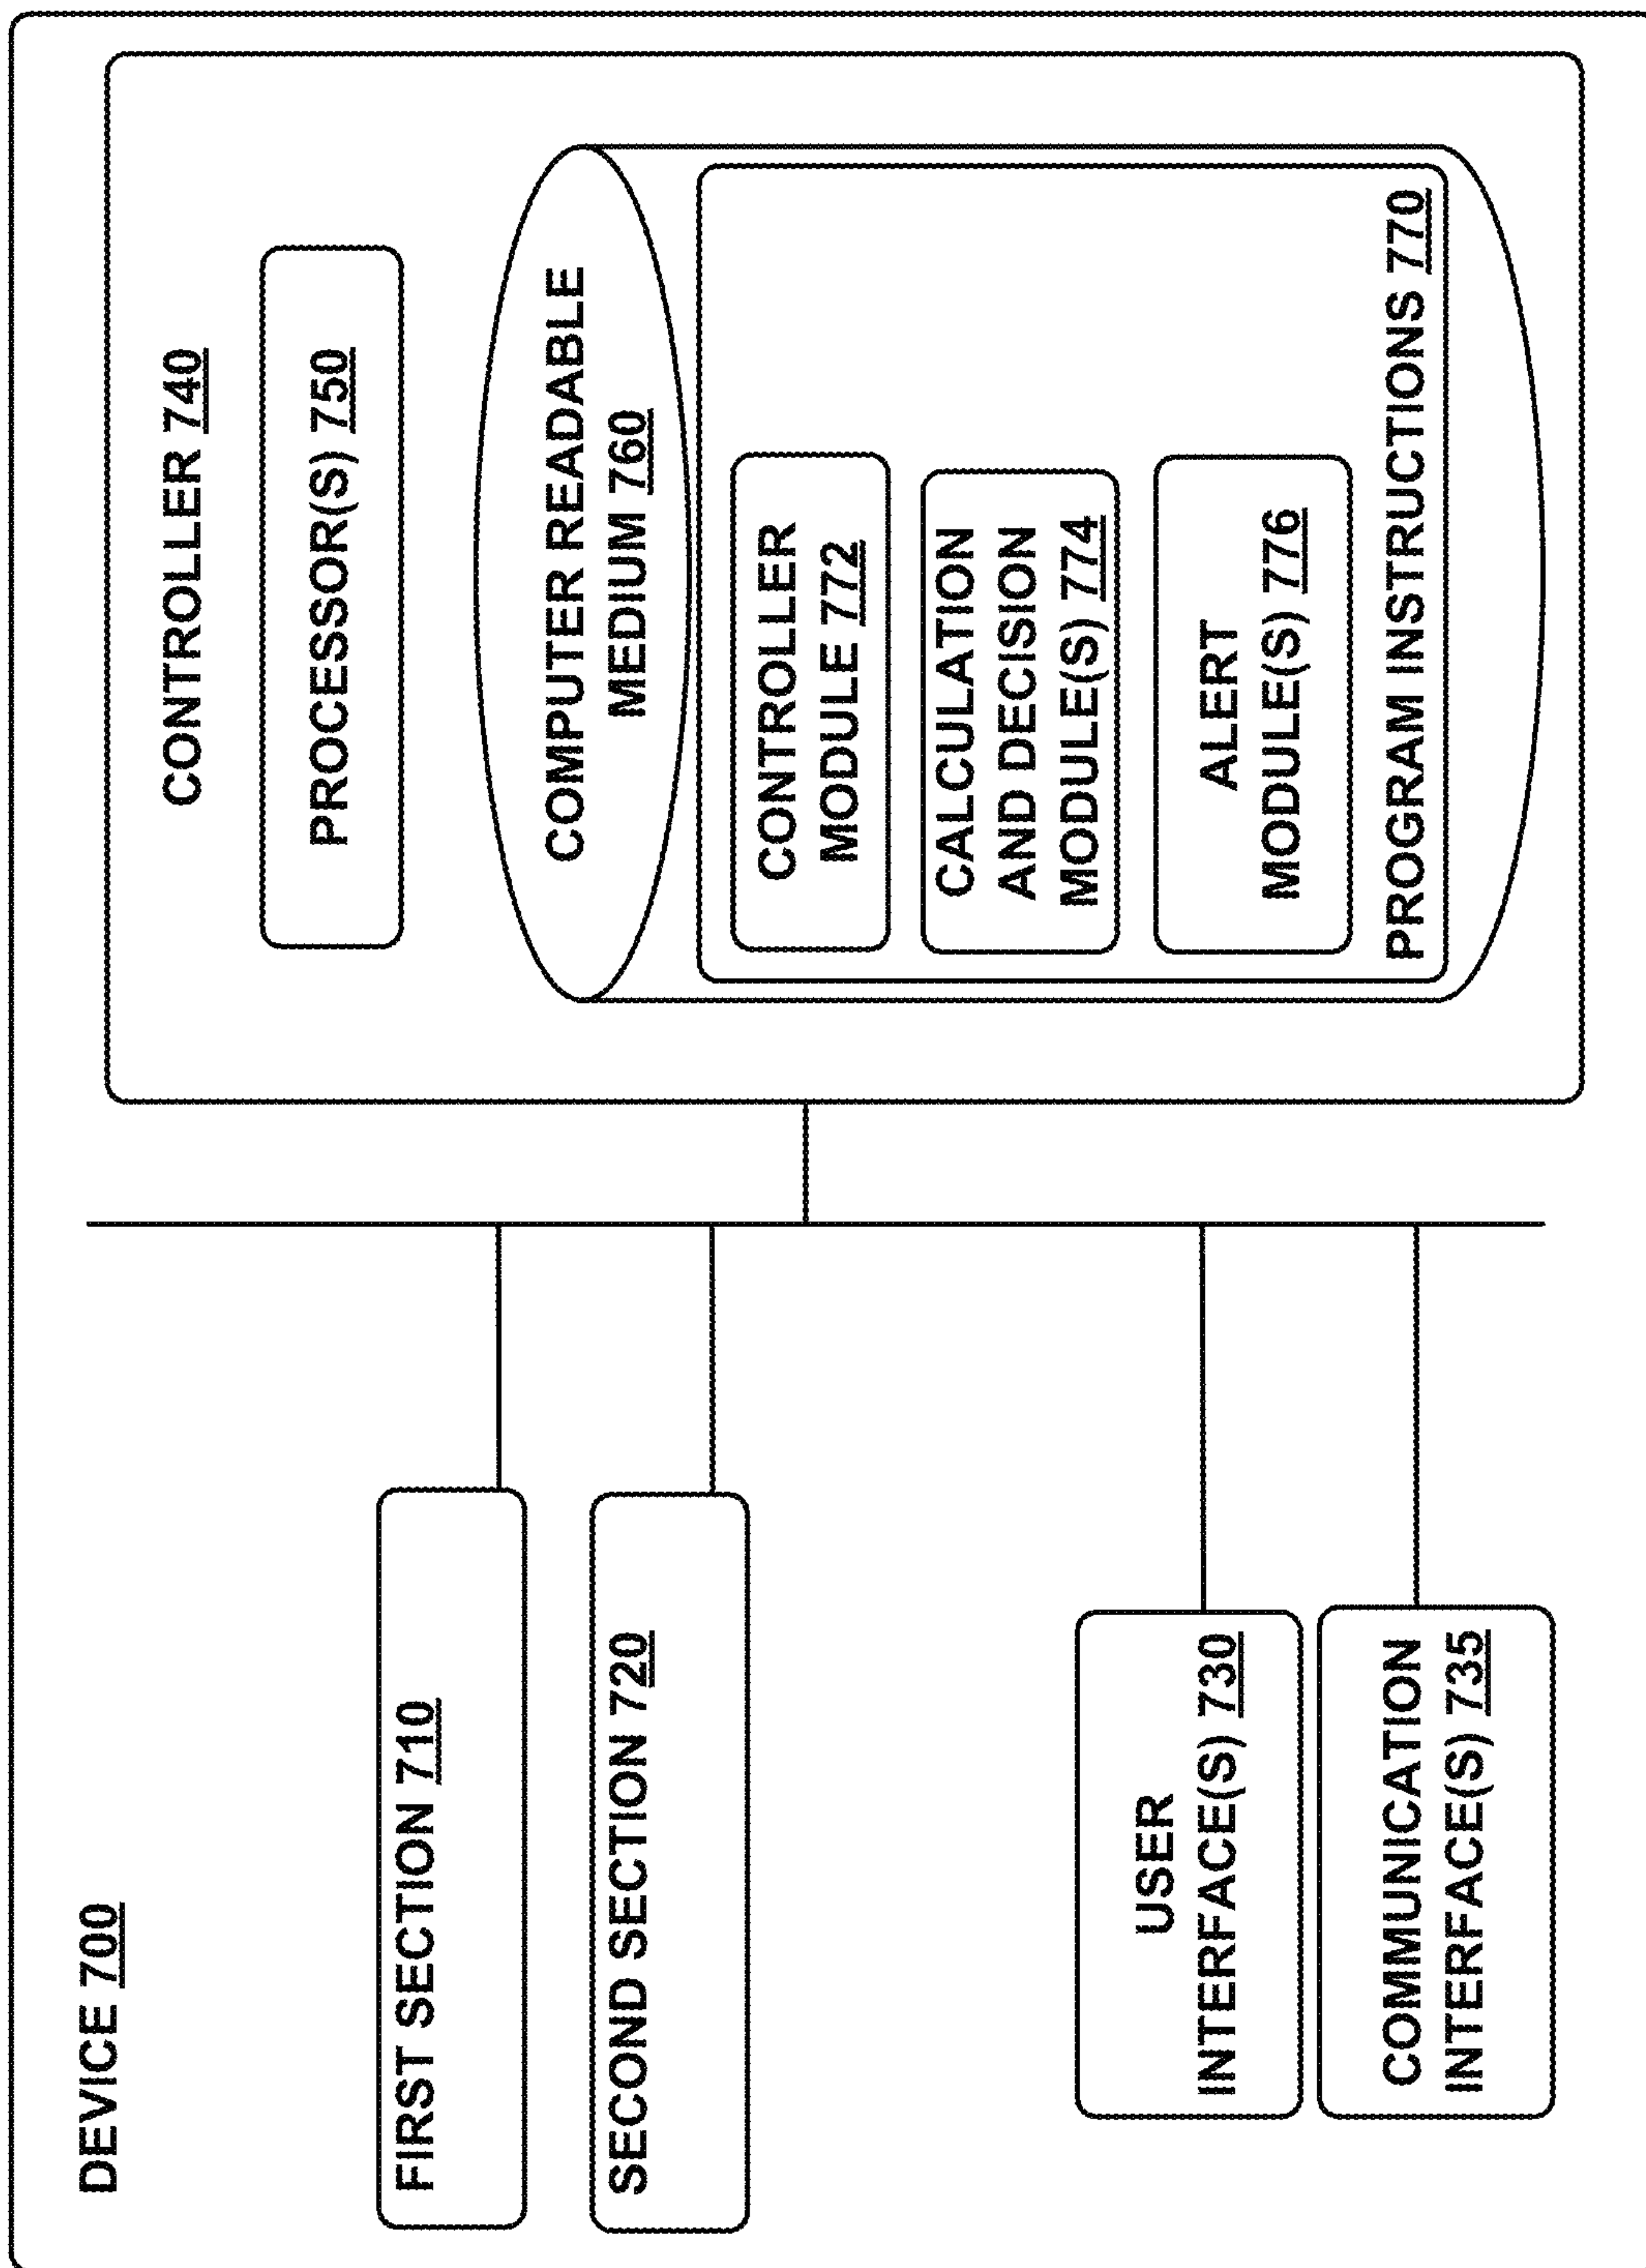 DEVICE 700
FIRST SECTION 710
SECOND SECTION 720
USER
INTERFACE(S) 730
COMMUNICATION
INTERFACE(S) 735
CONTROLLER 740
PROCESSOR(S) 750
COMPUTER READABLE
MEDIUM 760
CONTROLLER
MODULE 772
CALCULATION
AND DECISION
MODULE(S) 774
ALERT
MODULE(S) 776
PROGRAM INSTRUCTIONS 770